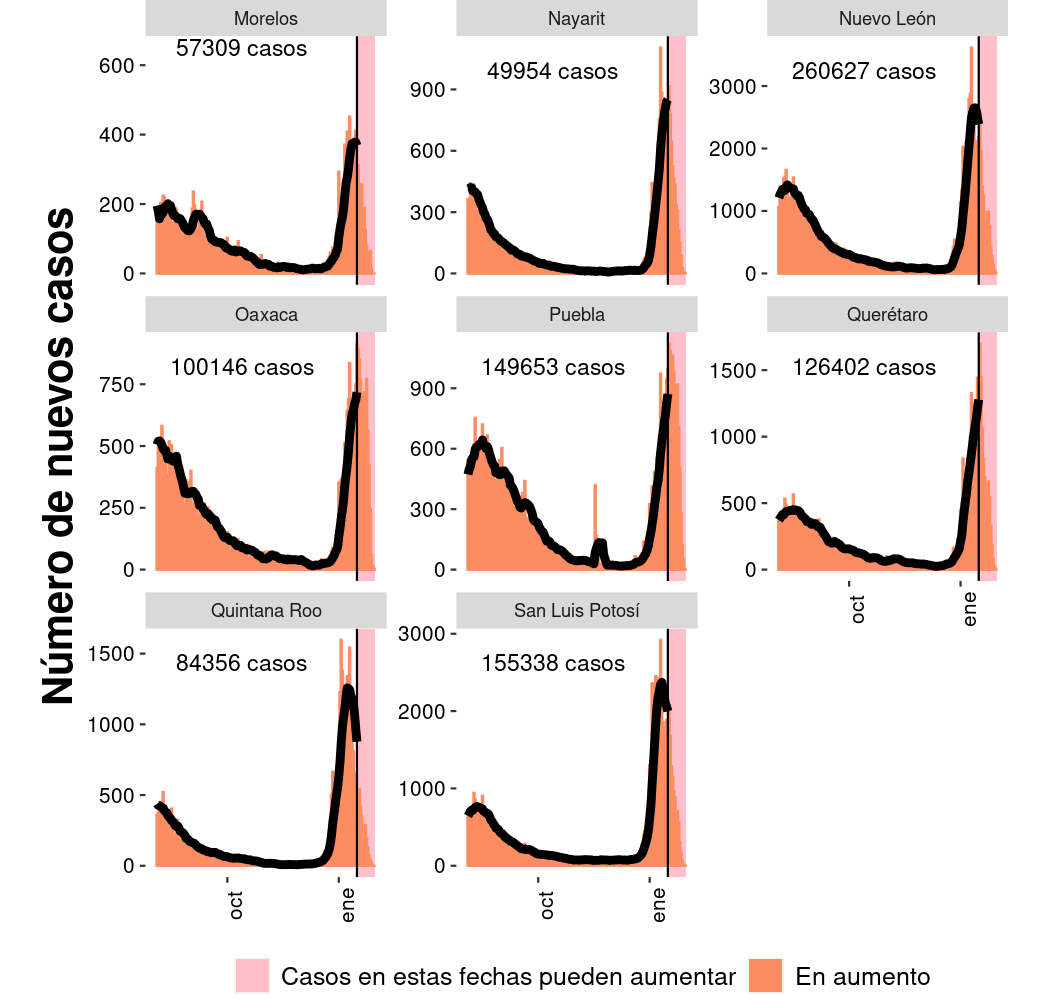 Número de nuevos casos
Morelos
57309 casos
600
400
200
0
Nayarit
49954 casos
900
600
300
0
Nuevo León
260627 casos
3000
2000
1000
0
Oaxaca
100146 casos
750
500
250
0
Puebla
149653 casos
900
600
300
0
Querétaro
126402 casos
1500
1000
500
0
oct
ene
Quintana Roo
84356 casos
1500
1000
500
0
oct
ene
San Luis Potosí
155338 casos
3000
2000
1000
0
oct
ene
Casos en estas fechas pueden aumentar
En aumento